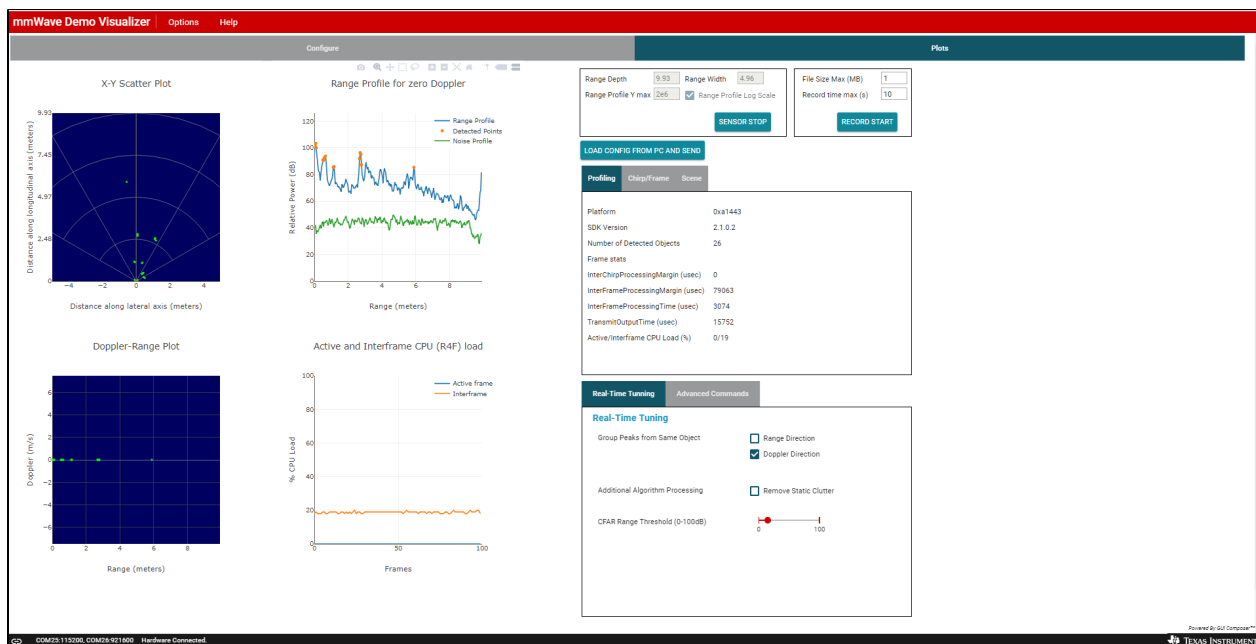 mmWave Demo Visualizer Options Help
Configure Plots
X-Y Scatter Plot
9.93
7.45
4.97
2.48
0
−4 −2 0 2 4
Distance along longitudinal axis (meters)
Distance along lateral axis (meters)
Range Profile for zero Doppler
Range Profile
Detected Points
Noise Profile
120
100
80
60
40
20
0
0 2 4 6 8
Relative Power (dB)
Range (meters)
Doppler-Range Plot
6
4
2
0
−2
−4
−6
0 2 4 6 8
Doppler (m/s)
Range (meters)
Active and Interframe CPU (R4F) load
Active frame
Interframe
100
80
60
40
20
0
0 50 100
% CPU Load
Frames
Range Depth 9.93 Range Width 4.96
Range Profile Y max 2e6 Range Profile Log Scale
SENSOR STOP
File Size Max (MB) 1
Record time max (s) 10
RECORD START
LOAD CONFIG FROM PC AND SEND
Profiling Chirp/Frame Scene
Platform 0xa1443
SDK Version 2.1.0.2
Number of Detected Objects 26
Frame stats
InterChirpProcessingMargin (usec) 0
InterFrameProcessingMargin (usec) 79063
InterFrameProcessingTime (usec) 3074
TransmitOutputTime (usec) 15752
Active/Interframe CPU Load (%) 0/19
Real-Time Tunning Advanced Commands
Real-Time Tuning
Group Peaks from Same Object Range Direction
Doppler Direction
Additional Algorithm Processing Remove Static Clutter
CFAR Range Threshold (0-100dB)
0 100
Powered By GUI Composer™
COM25:115200, COM26:921600 Hardware Connected. TEXAS INSTRUMENT